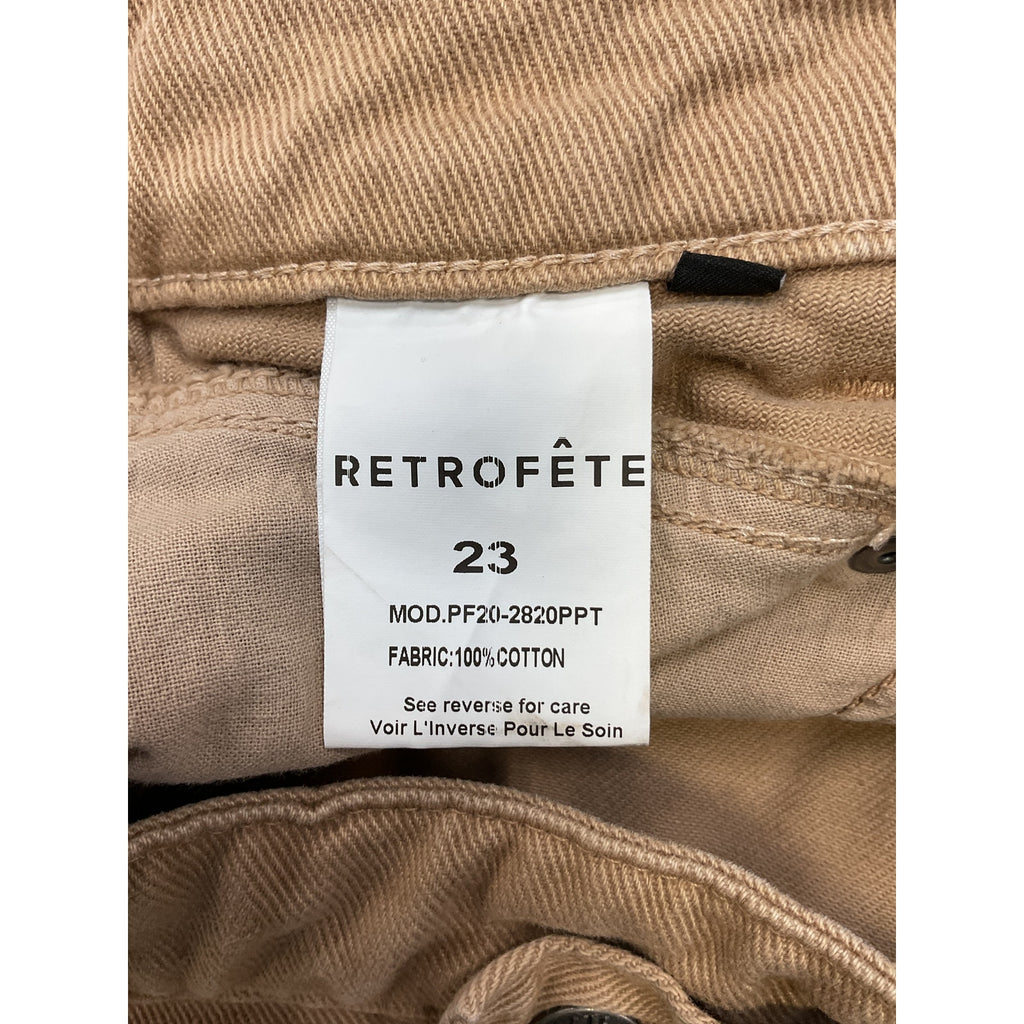 RETROFÊTE
23
MOD.PF20-2820PPT
FABRIC:100% COTTON
See reverse for care
Voir L'Inverse Pour Le Soin